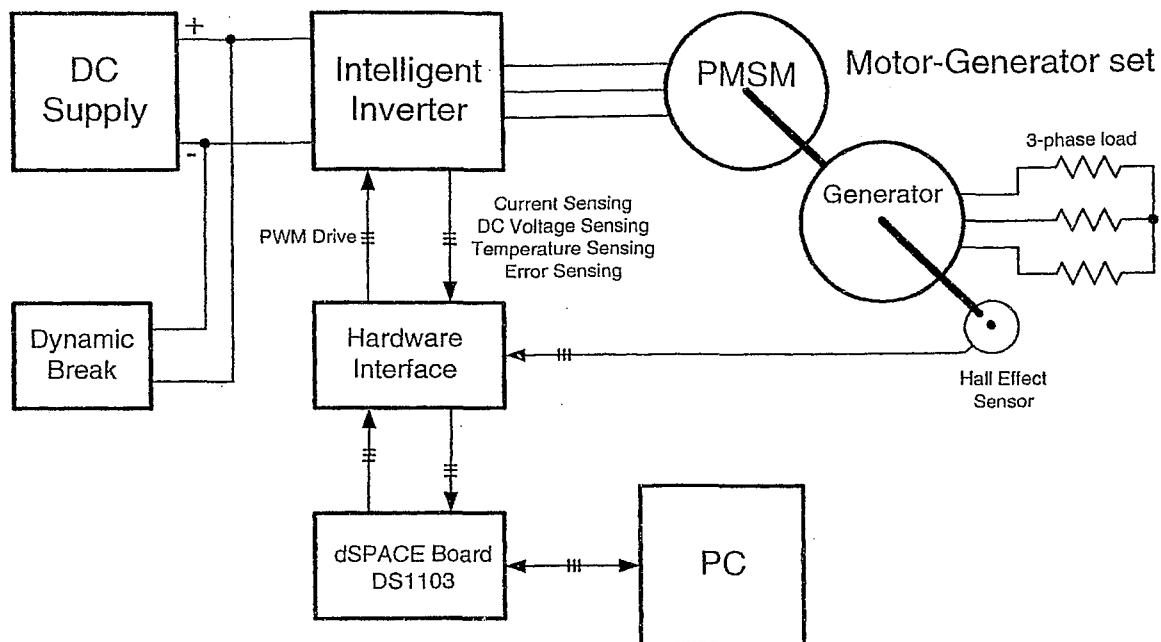 DC
Supply
+
-
Intelligent
Inverter
PMSM
Motor-Generator set
3-phase load
Generator
PWM Drive
Current Sensing
DC Voltage Sensing
Temperature Sensing
Error Sensing
Dynamic
Break
Hardware
Interface
Hall Effect
Sensor
dSPACE Board
DS1103
PC